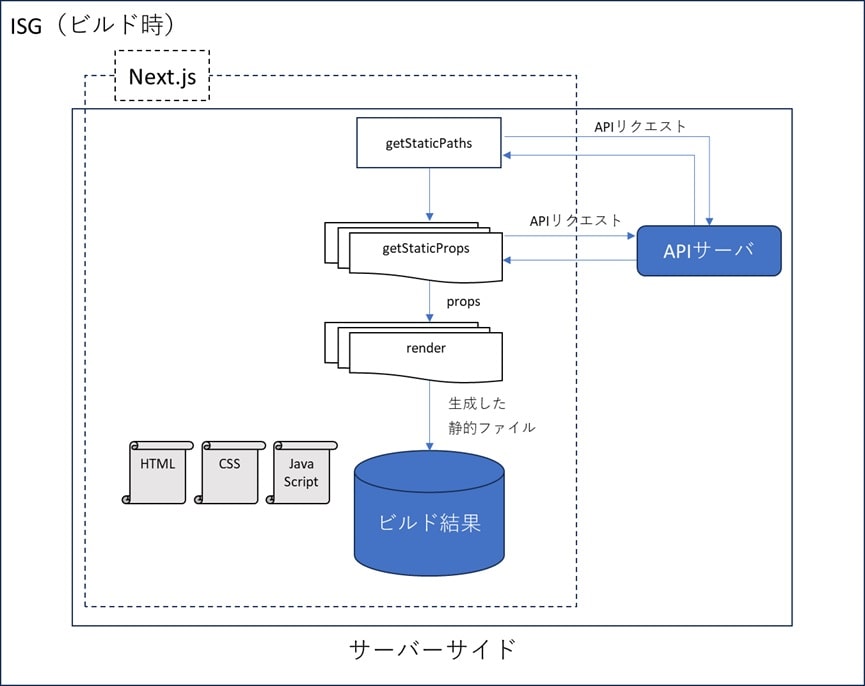 ISG（ビルド時）
Next.js
getStaticPaths
APIリクエスト
getStaticProps
APIリクエスト
APIサーバ
props
render
生成した
静的ファイル
HTML
CSS
Java
Script
ビルド結果
サーバーサイド